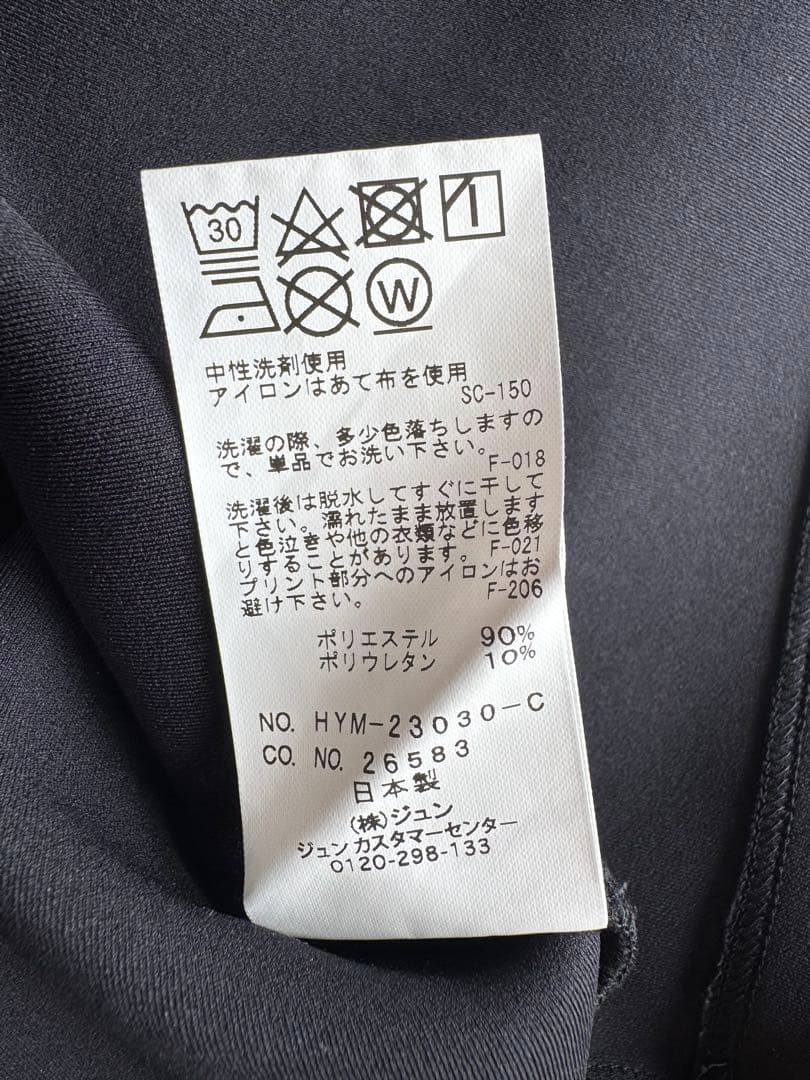 30
W
中性洗剤使用
アイロンはあて布を使用
SC-150
洗濯の際、多少色落ちしますの
で、単品でお洗い下さい。
F-018
洗濯後は脱水してすぐに干して
下さい。濡れたまま放置します
と色泣きや他の衣類などに色移
りすることがあります。 F-021
プリント部分へのアイロンはお
避け下さい。 F-206
ポリエステル 90%
ポリウレタン 10%
NO. HYM-23030-C
CO. NO. 26583
日本製
(株)ジュン
ジュン カスタマーセンター
0120-298-133